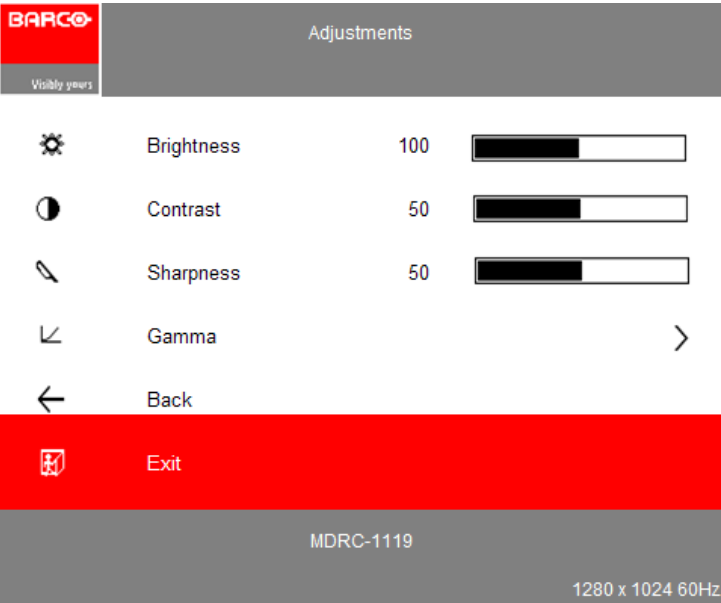 BARCO
Visibly yours
Adjustments
Brightness 100
Contrast 50
Sharpness 50
Gamma
Back
Exit
MDRC-1119
1280 x 1024 60Hz